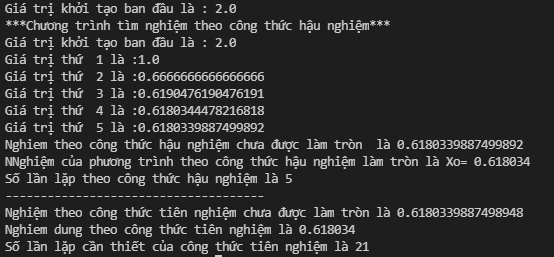 Giá trị khởi tạo ban đầu là : 2.0
***Chương trình tìm nghiệm theo công thức hậu nghiệm***
Giá trị khởi tạo ban đầu là : 2.0
Giá trị thứ  1 là :1.0
Giá trị thứ  2 là :0.6666666666666666
Giá trị thứ  3 là :0.6190476190476191
Giá trị thứ  4 là :0.6180344478216818
Giá trị thứ  5 là :0.6180339887499892
Nghiem theo công thức hậu nghiệm chưa được làm tròn  là 0.6180339887499892
NNghiệm của phương trình theo công thức hậu nghiệm làm tròn là Xo= 0.618034
Số lần lặp theo công thức hậu nghiệm là 5
-------------------------------------
Nghiệm theo công thức tiên nghiệm chưa được làm tròn là 0.6180339887498948
Nghiem dung theo công thức tiên nghiệm là 0.618034
Số lần lặp cần thiết của công thức tiên nghiệm là 21